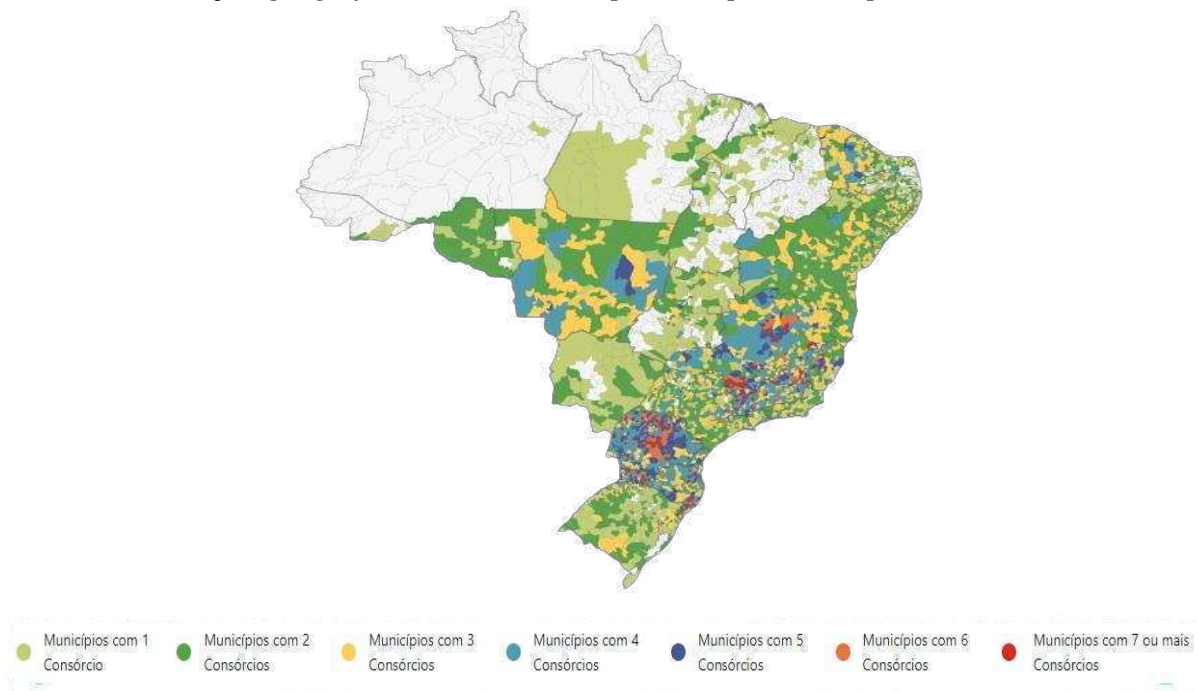 Municípios com 1 Consórcio
Municípios com 2 Consórcios
Municípios com 3 Consórcios
Municípios com 4 Consórcios
Municípios com 5 Consórcios
Municípios com 6 Consórcios
Municípios com 7 ou mais Consórcios